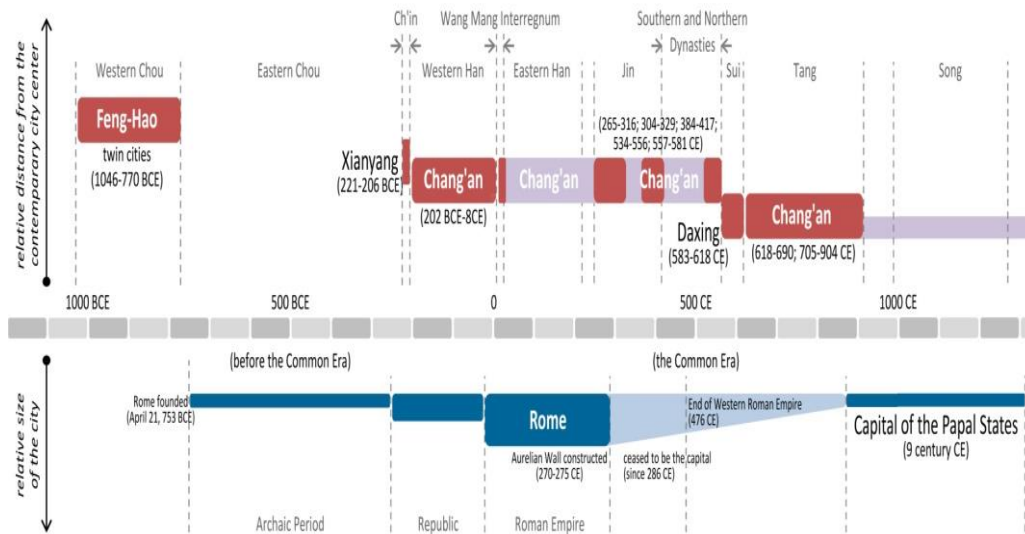 Ch'in
Wang Mang Interregnum
Southern and Northern
Dynasties
Western Chou
Eastern Chou
Western Han
Eastern Han
Jin
Sui
Tang
Song
relative distance from the
contemparary city center
Feng-Hao
twin cities
(1046-770 BCE)
Xianyang
(221-206 BCE)
Chang'an
(202 BCE-8CE)
Chang'an
(265-316; 304-329; 384-417;
534-556; 557-581 CE)
Chang'an
Daxing
(583-618 CE)
Chang'an
(618-690; 705-904 CE)
1000 BCE
500 BCE
0
500 CE
1000 CE
(before the Common Era)
(the Common Era)
relative size
of the city
Rome founded
(April 21, 753 BCE)
Rome
Aurelian Wall constructed
(270-275 CE)
ceased to be the capital
(since 286 CE)
End of Western Roman Empire
(476 CE)
Capital of the Papal States
(9 century CE)
Archaic Period
Republic
Roman Empire